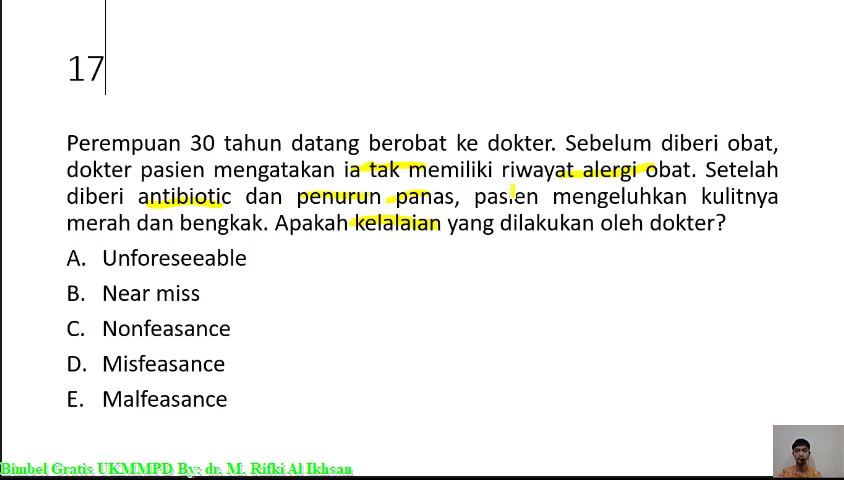 17
Perempuan 30 tahun datang berobat ke dokter. Sebelum diberi obat,
dokter pasien mengatakan ia tak memiliki riwayat alergi obat. Setelah
diberi antibiotic dan penurun panas, pasien mengeluhkan kulitnya
merah dan bengkak. Apakah kelalaian yang dilakukan oleh dokter?
A. Unforeseeable
B. Near miss
C. Nonfeasance
D. Misfeasance
E. Malfeasance
Bimbel Gratis UKMMPD By: dr. M. Rifki Al Ikhsan